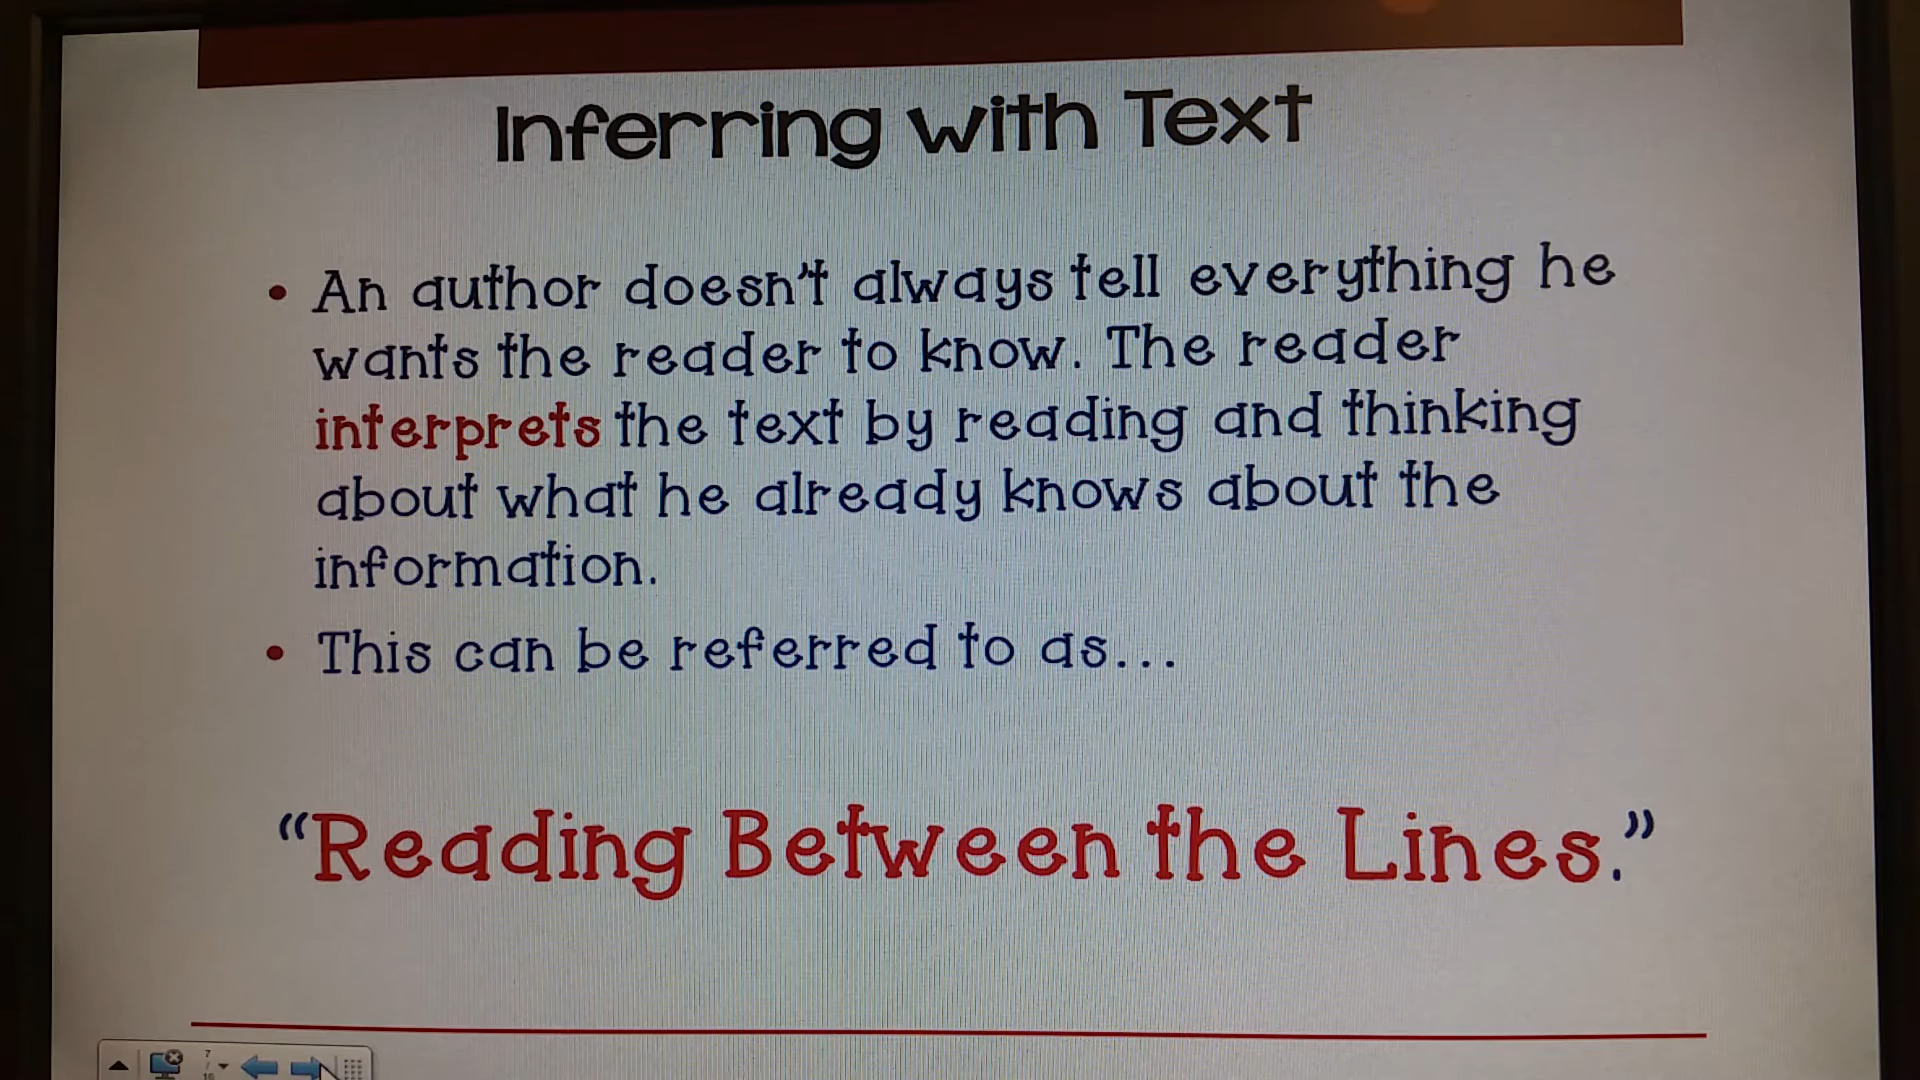 Inferring with Text
• An author doesn't always tell everything he
wants the reader to know. The reader
interprets the text by reading and thinking
about what he already knows about the
information.
• This can be referred to as...
“Reading Between the Lines.”
7
/